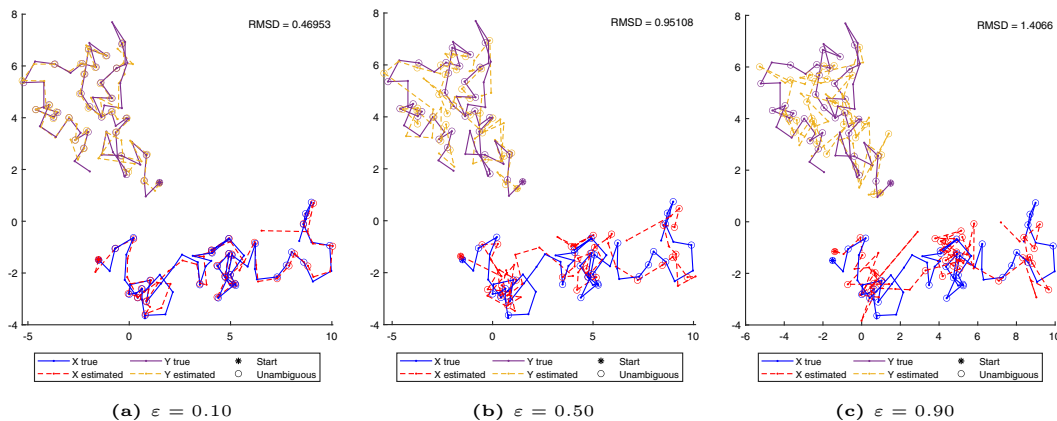 RMSD = 0.46953
8
6
4
2
0
-2
-4
-5 0 5 10
X true Y true Start
X estimated Y estimated Unambiguous
(a) ε = 0.10
RMSD = 0.95108
8
6
4
2
0
-2
-4
-5 0 5 10
X true Y true Start
X estimated Y estimated Unambiguous
(b) ε = 0.50
RMSD = 1.4066
8
6
4
2
0
-2
-4
-6 -4 -2 0 2 4 6 8 10
X true Y true Start
X estimated Y estimated Unambiguous
(c) ε = 0.90